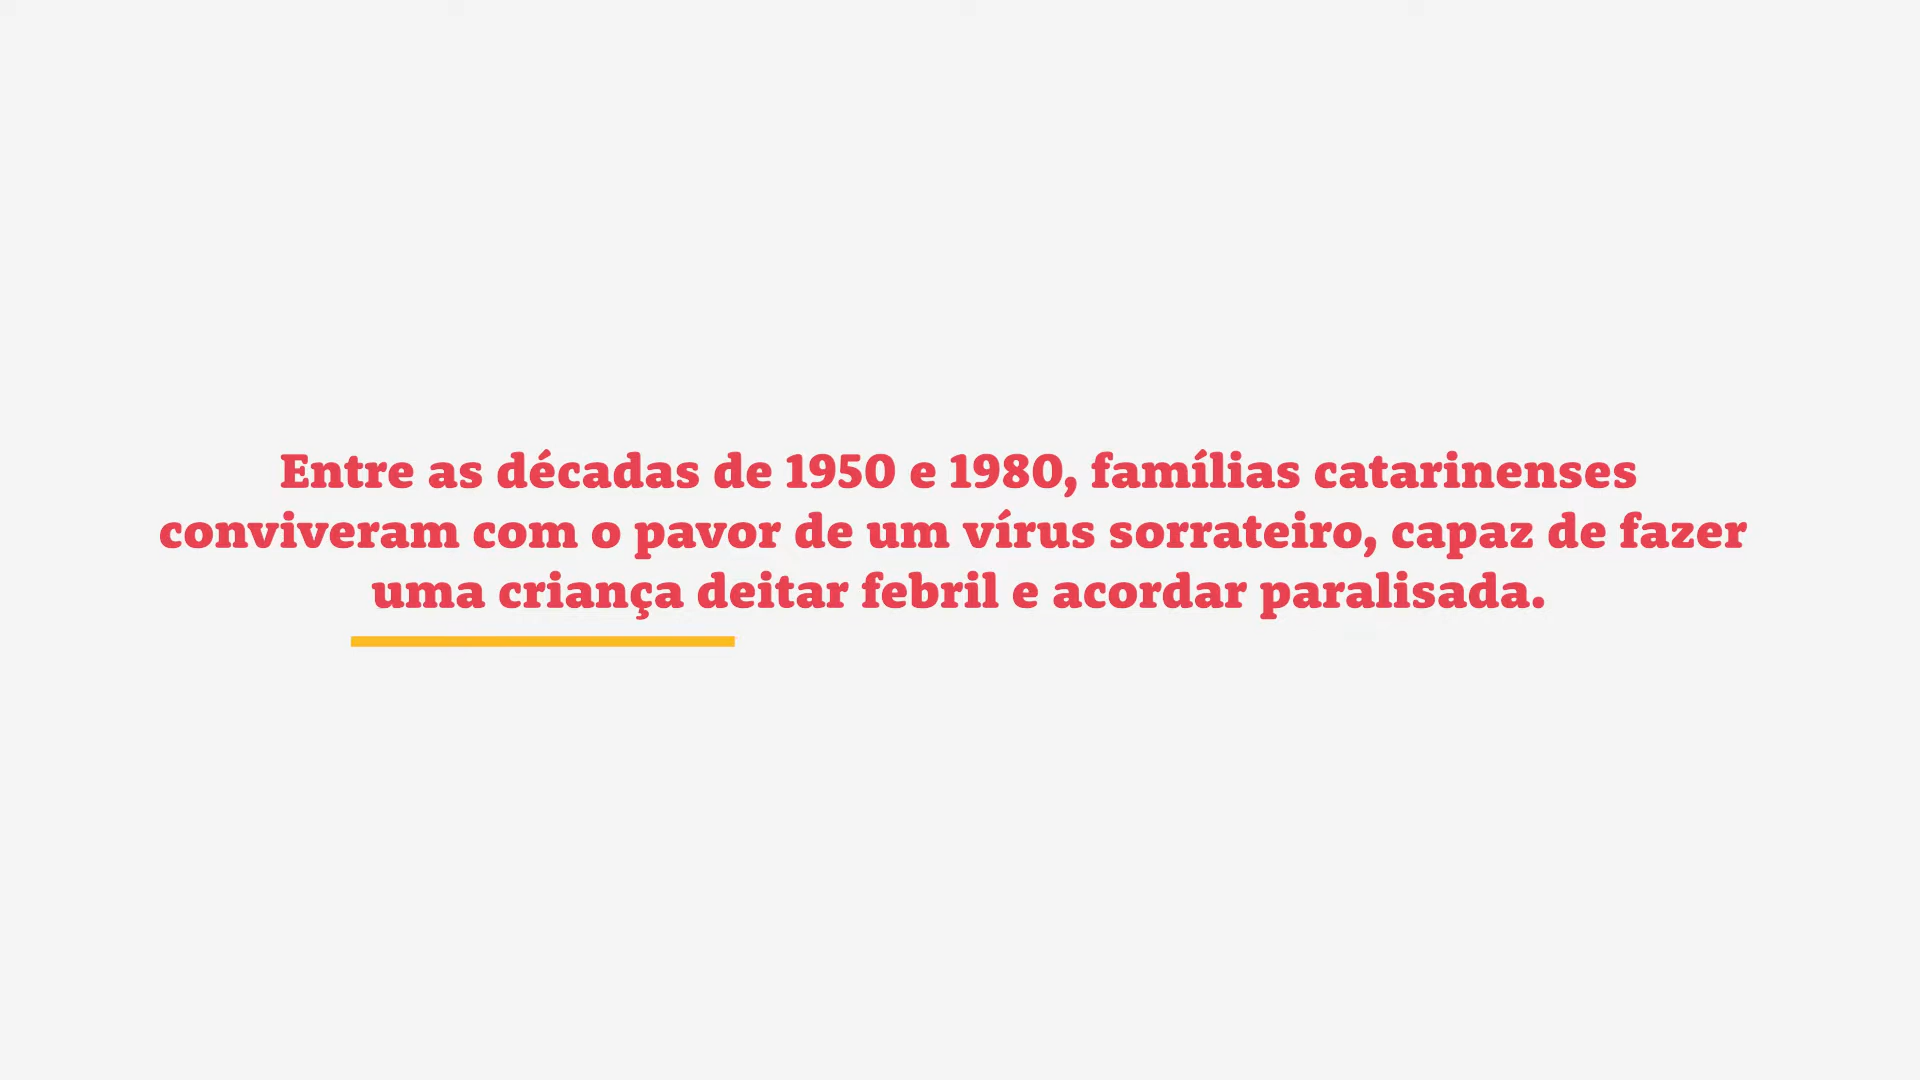 Entre as décadas de 1950 e 1980, famílias catarinenses
conviveram com o pavor de um vírus sorrateiro, capaz de fazer
uma criança deitar febril e acordar paralisada.